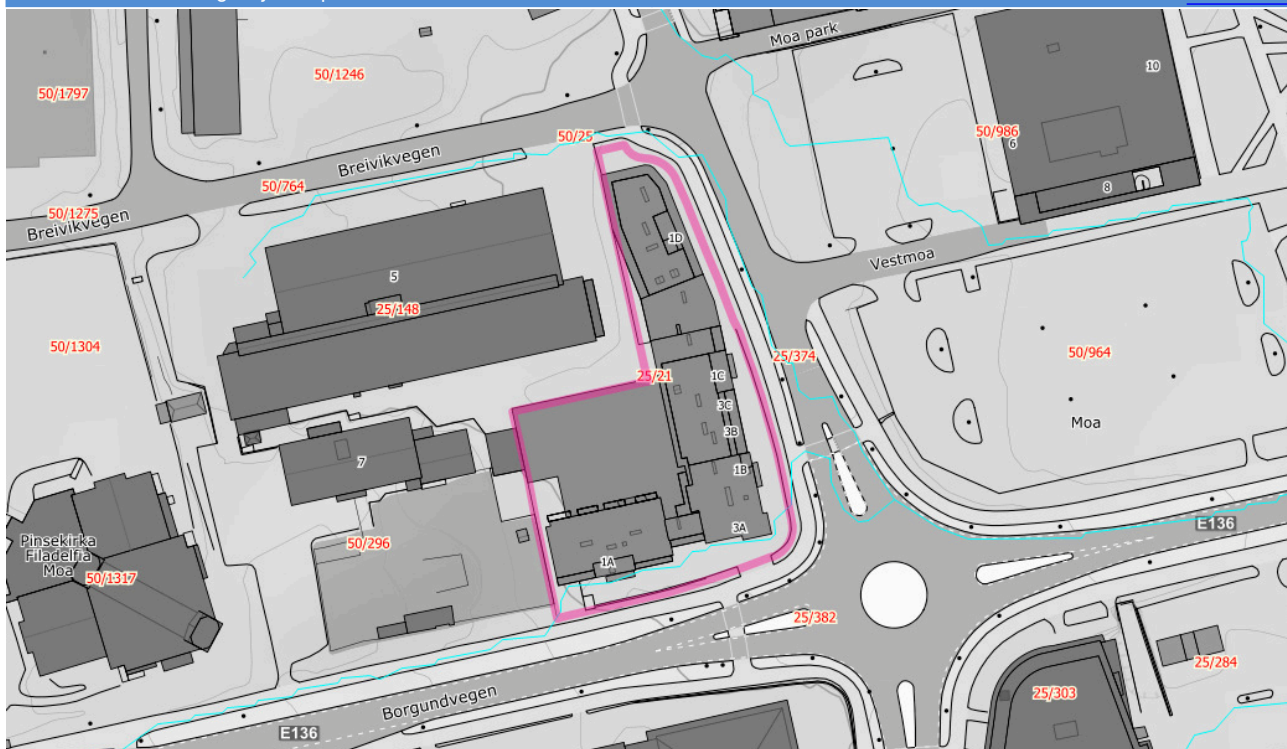 Moa park
10
50/1246
50/1797
50/986
6
50/25
Breivikvegen
50/764
8
50/1275
Breivikvegen
1D
Vestmoa
5
25/148
50/1304
25/374
50/964
25/21
1C
3C
Moa
3B
7
1B
E136
3A
Pinsekirka
Filadelfia
Moa
50/296
1A
50/1317
25/382
25/284
Borgundvegen
25/303
E136